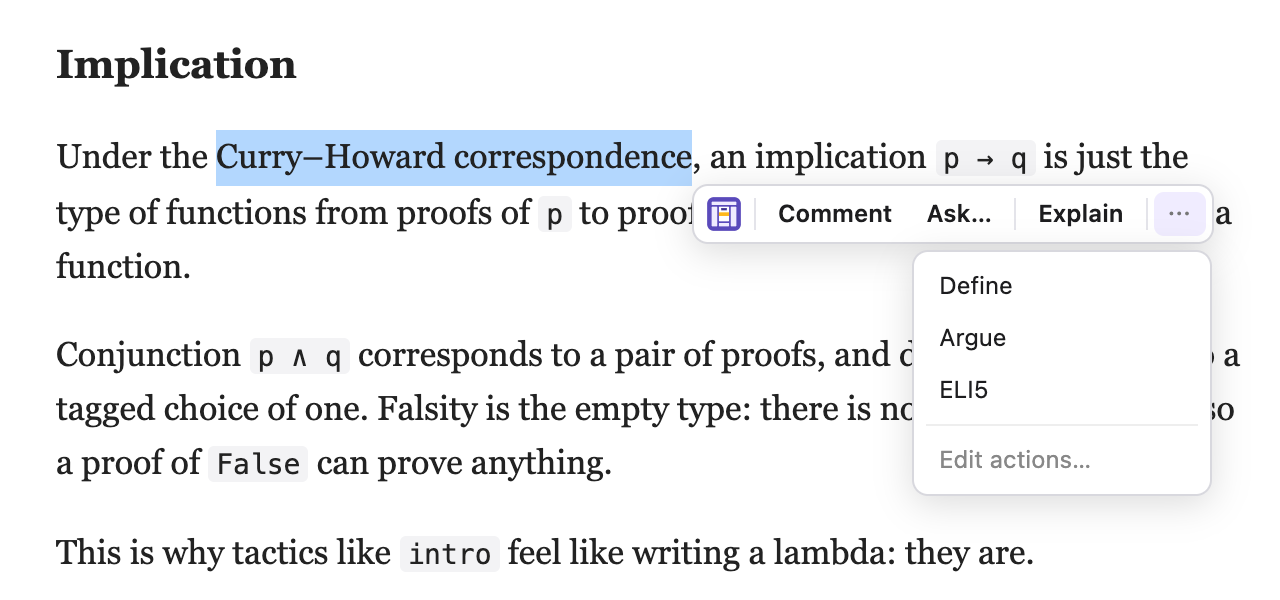 Implication
Under the Curry–Howard correspondence, an implication p → q is just the
type of functions from proofs of p to
Comment Ask... Explain ...
a
function.
Define
Argue
ELI5
Edit actions...
Conjunction p ∧ q corresponds to a pair of proofs, and
a
tagged choice of one. Falsity is the empty type: there is
so
a proof of False can prove anything.
This is why tactics like intro feel like writing a lambda: they are.